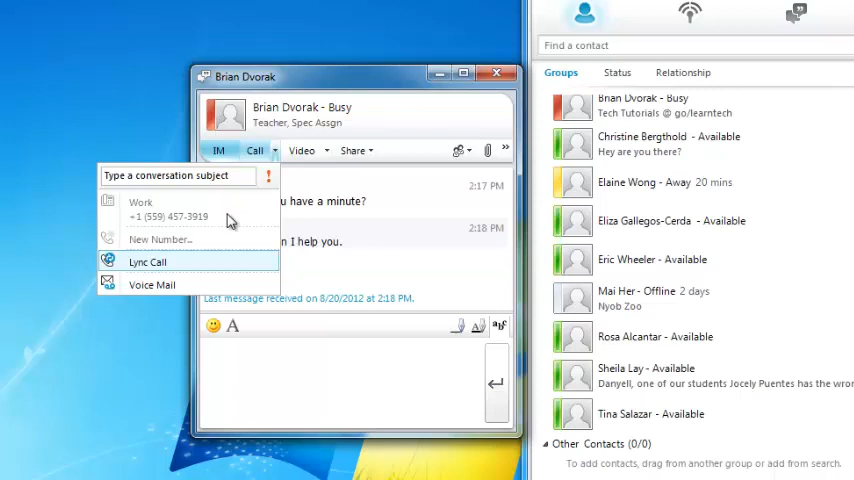 Find a contact
Groups Status Relationship
Brian Dvorak - Busy
Tech Tutorials @ go/learntech
Christine Bergthold - Available
Hey are you there?
Elaine Wong - Away 20 mins
Eliza Gallegos-Cerda - Available
Eric Wheeler - Available
Mai Her - Offline 2 days
Nyob Zoo
Rosa Alcantar - Available
Sheila Lay - Available
Danyell, one of our students Jocely Puentes has the wro
Tina Salazar - Available
Other Contacts (0/0)
To add contacts, drag from another group or add from search.
Brian Dvorak
Brian Dvorak - Busy
Teacher, Spec Assgn
IM Call Video Share »
Type a conversation subject !
Work
+1 (559) 457-3919
New Number...
Lync Call
Voice Mail
2:17 PM
u have a minute?
2:18 PM
n I help you.
Last message received on 8/20/2012 at 2:18 PM.
A A abc